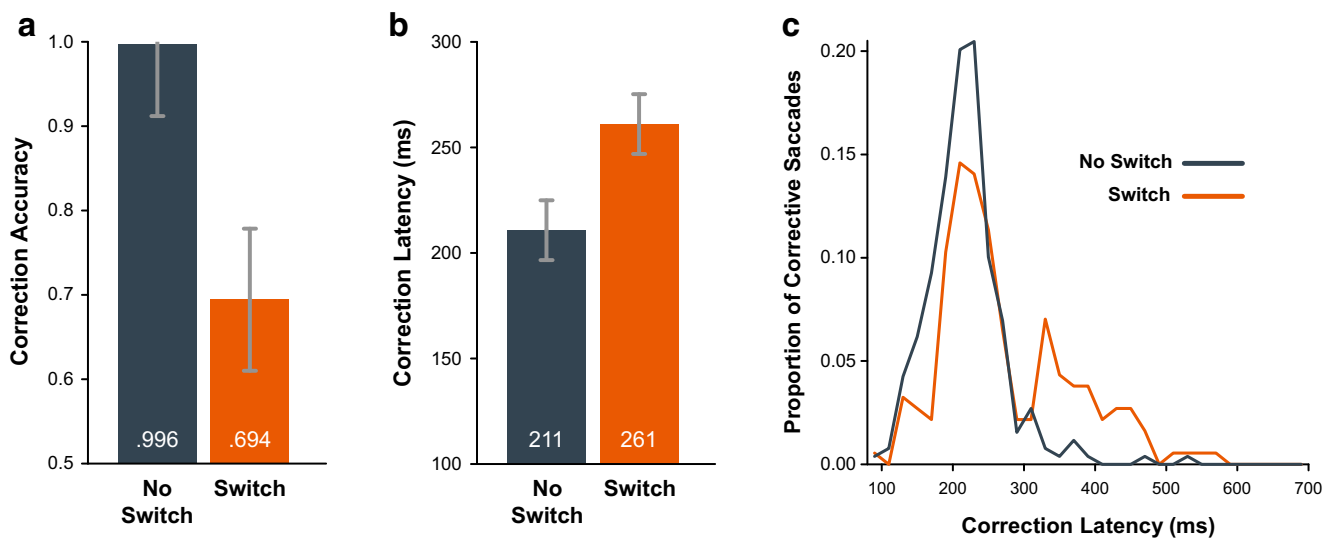 a
Correction Accuracy
1.0
0.9
0.8
0.7
0.6
0.5
.996
.694
No
Switch
Switch
b
Correction Latency (ms)
300
250
200
150
100
211
261
No
Switch
Switch
c
Proportion of Corrective Saccades
0.20
0.15
0.10
0.05
0.00
No Switch
Switch
100
200
300
400
500
600
700
Correction Latency (ms)